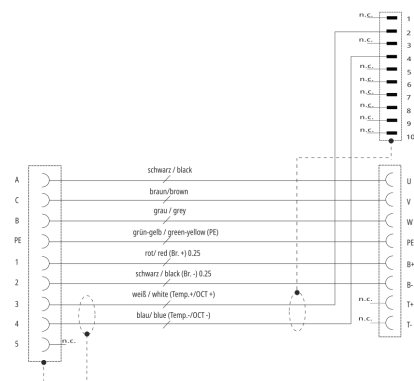 n.c. 1
2
n.c. 3
4
n.c. 5
n.c. 6
n.c. 7
n.c. 8
n.c. 9
n.c. 10
A schwarz / black U
C braun/brown V
B grau / grey W
PE grün-gelb / green-yellow (PE) PE
1 rot/ red (Br. +) 0.25 B+
2 schwarz / black (Br. -) 0.25 B-
3 weiß / white (Temp.+/OCT +) n.c. T+
4 blau/ blue (Temp.-/OCT -) n.c. T-
5 n.c.